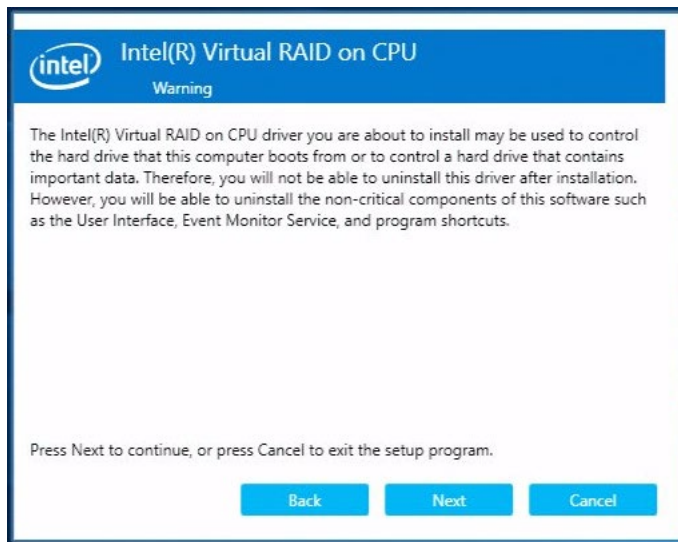 intel
Intel(R) Virtual RAID on CPU
Warning
The Intel(R) Virtual RAID on CPU driver you are about to install may be used to control
the hard drive that this computer boots from or to control a hard drive that contains
important data. Therefore, you will not be able to uninstall this driver after installation.
However, you will be able to uninstall the non-critical components of this software such
as the User Interface, Event Monitor Service, and program shortcuts.
Press Next to continue, or press Cancel to exit the setup program.
Back Next Cancel